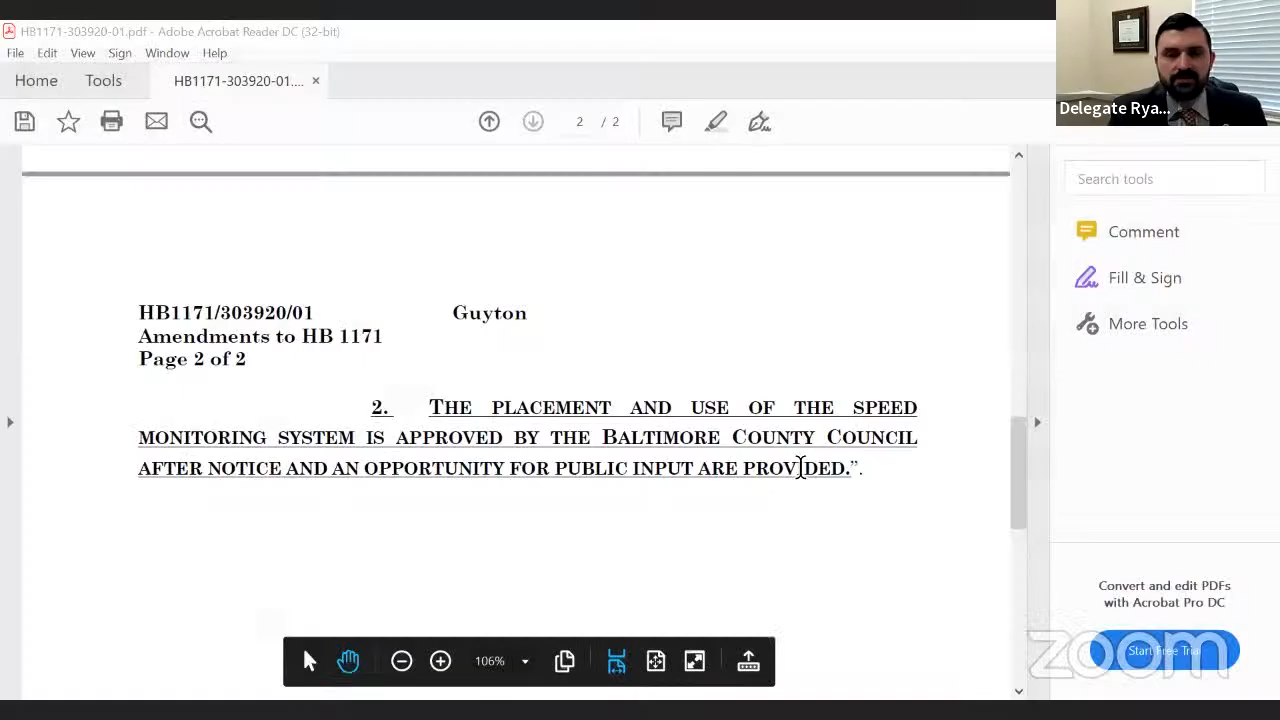 HB1171-303920-01.pdf - Adobe Acrobat Reader DC (32-bit)
File Edit View Sign Window Help
Home Tools HB1171-303920-01.... ×
2 / 2
Delegate Rya...
Search tools
Comment
Fill & Sign
More Tools
HB1171/303920/01 Guyton
Amendments to HB 1171
Page 2 of 2
2. THE PLACEMENT AND USE OF THE SPEED
MONITORING SYSTEM IS APPROVED BY THE BALTIMORE COUNTY COUNCIL
AFTER NOTICE AND AN OPPORTUNITY FOR PUBLIC INPUT ARE PROVIDED.”.
Convert and edit PDFs
with Acrobat Pro DC
Start Free Trial
zoom
106%